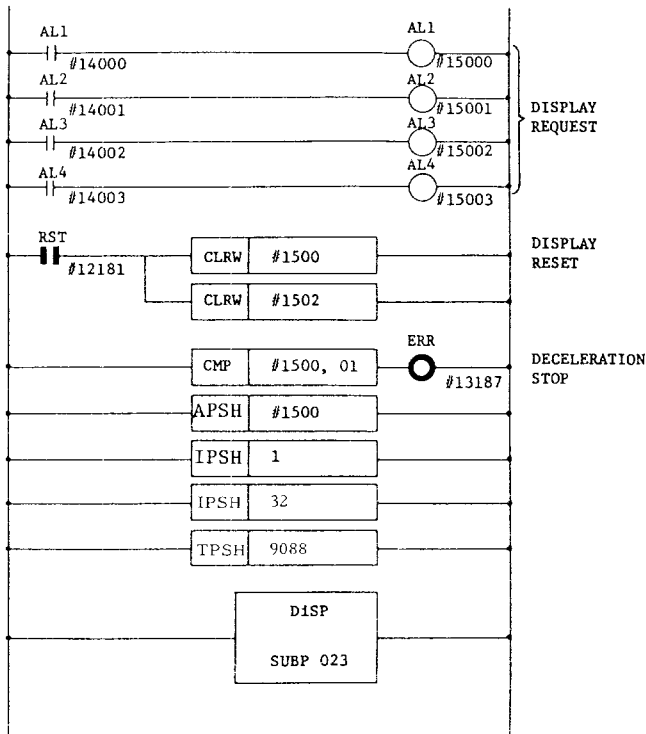 AL1 AL1
#14000 #15000
AL2 AL2
#14001 #15001
DISPLAY
REQUEST
AL3 AL3
#14002 #15002
AL4 AL4
#14003 #15003
RST
#12181
CLRW #1500
DISPLAY
RESET
CLRW #1502
ERR
CMP #1500, 01
#13187
DECELERATION
STOP
APSH #1500
IPSH 1
IPSH 32
TPSH 9088
D1SP
SUBP 023